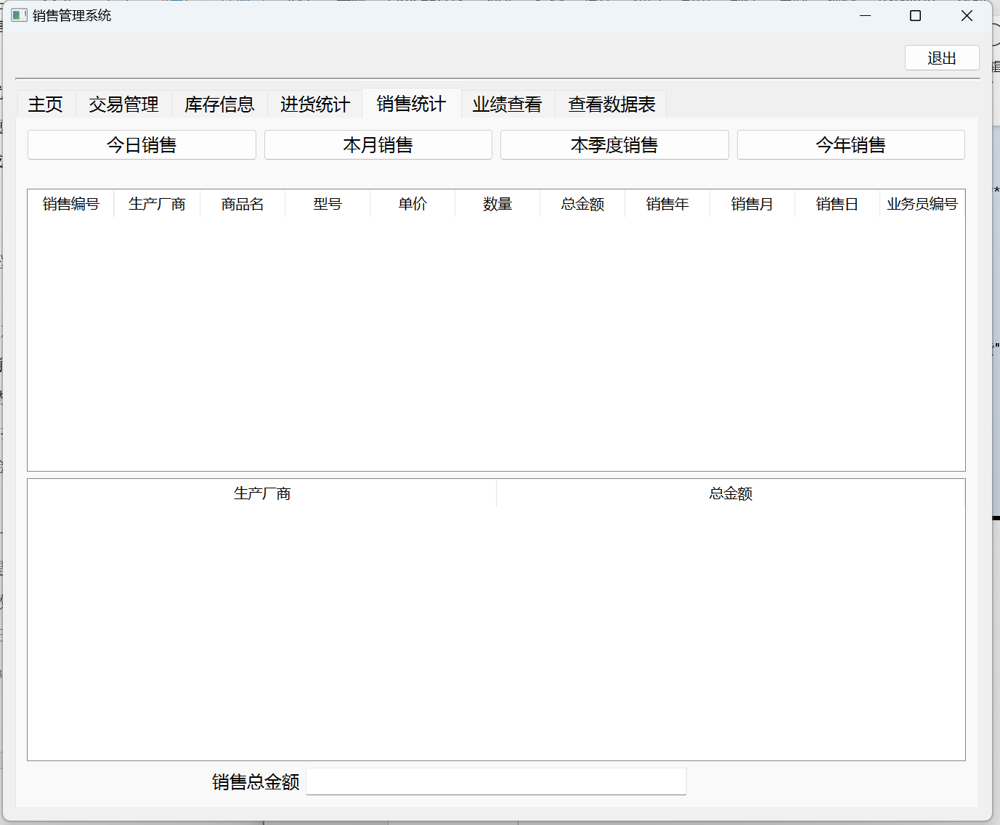 销售管理系统
退出
主页 交易管理 库存信息 进货统计 销售统计 业绩查看 查看数据表
今日销售 本月销售 本季度销售 今年销售
销售编号 生产厂商 商品名 型号 单价 数量 总金额 销售年 销售月 销售日 业务员编号
生产厂商 总金额
销售总金额